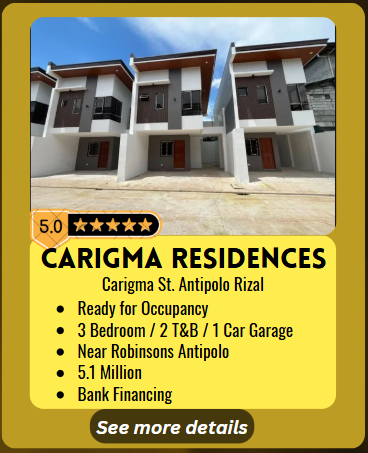 5.0
CARIGMA RESIDENCES
Carigma St. Antipolo Rizal
• Ready for Occupancy
• 3 Bedroom / 2 T&B / 1 Car Garage
• Near Robinsons Antipolo
• 5.1 Million
• Bank Financing
See more details